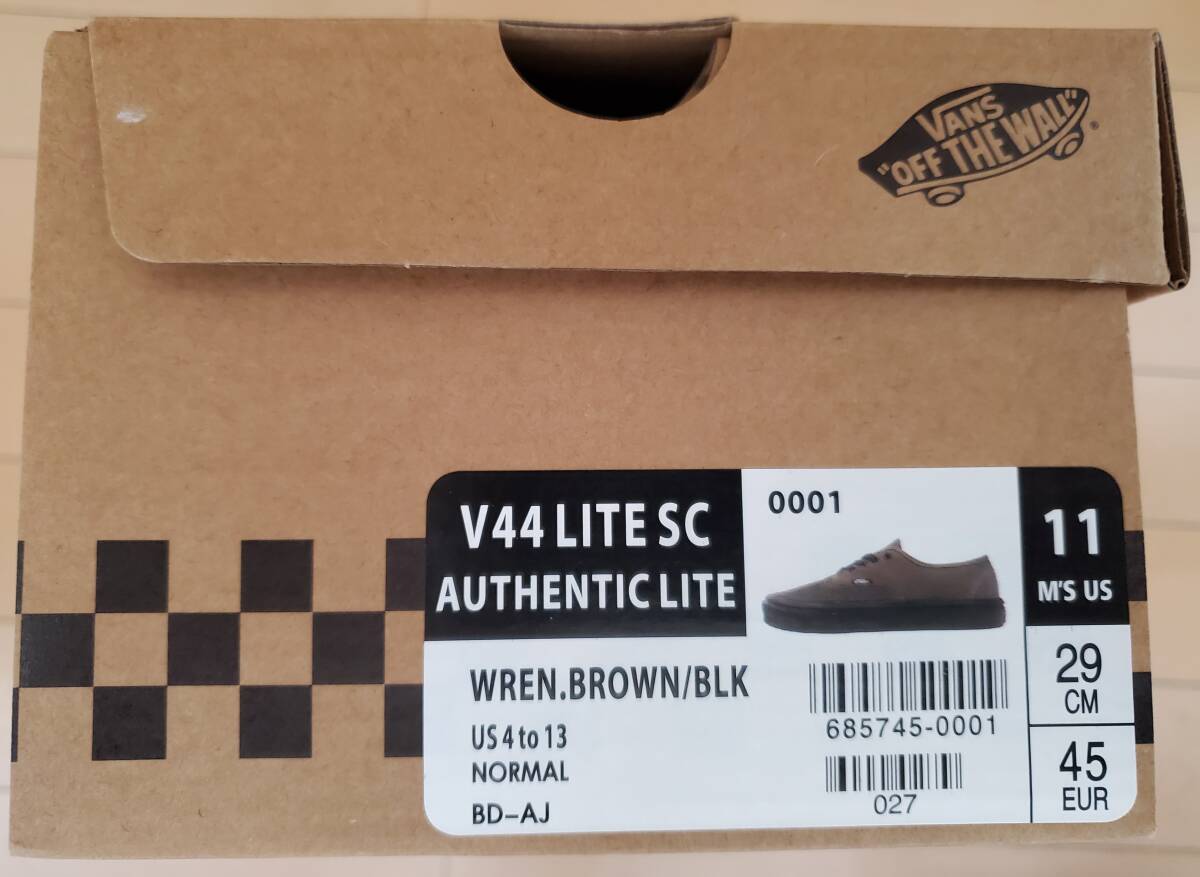 VANS
"OFF THE WALL"
®
V44 LITE SC
AUTHENTIC LITE
0001
11
M'S US
WREN.BROWN/BLK
US 4 to 13
NORMAL
BD-AJ
685745-0001
027
29
CM
45
EUR